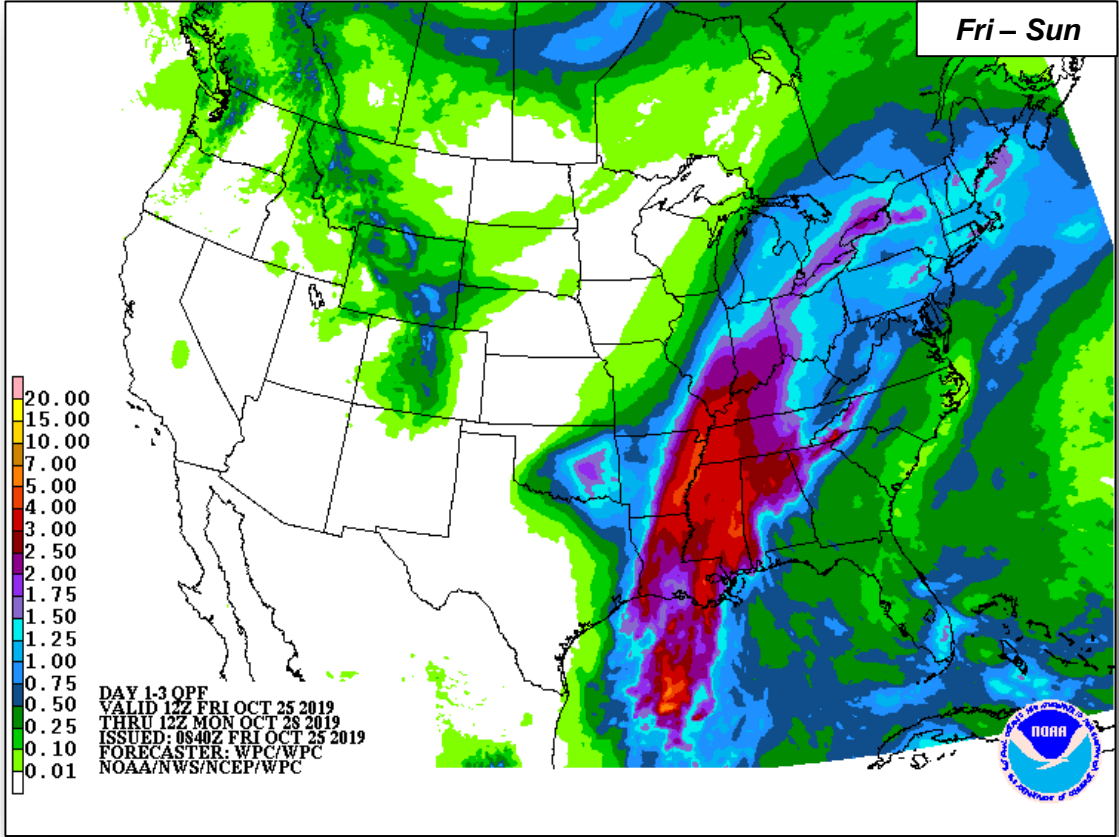 Fri – Sun
20.00
15.00
10.00
7.00
5.00
4.00
3.00
2.50
2.00
1.75
1.50
1.25
1.00
0.75
0.50
0.25
0.10
0.01
DAY 1-3 QPF
VALID 12Z FRI OCT 25 2019
THRU 12Z MON OCT 28 2019
ISSUED: 0840Z FRI OCT 25 2019
FORECASTER: WPC/WPC
NOAA/NWS/NCEP/WPC
NOAA